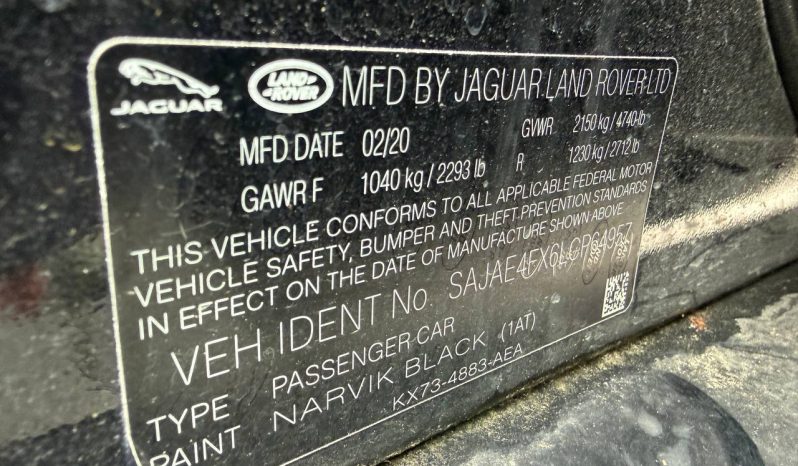 JAGUAR LAND-ROVER MFD BY JAGUAR LAND ROVER LTD
MFD DATE 02/20 GVWR 2150 kg / 4740 lb
GAWR F 1040 kg / 2293 lb R 1230 kg / 2712 lb
THIS VEHICLE CONFORMS TO ALL APPLICABLE FEDERAL MOTOR
VEHICLE SAFETY, BUMPER AND THEFT PREVENTION STANDARDS
IN EFFECT ON THE DATE OF MANUFACTURE SHOWN ABOVE
VEH IDENT No. SAJAE4FX6LCP64957
TYPE PASSENGER CAR
PAINT NARVIK BLACK (1AT)
KX73-4883-AEA